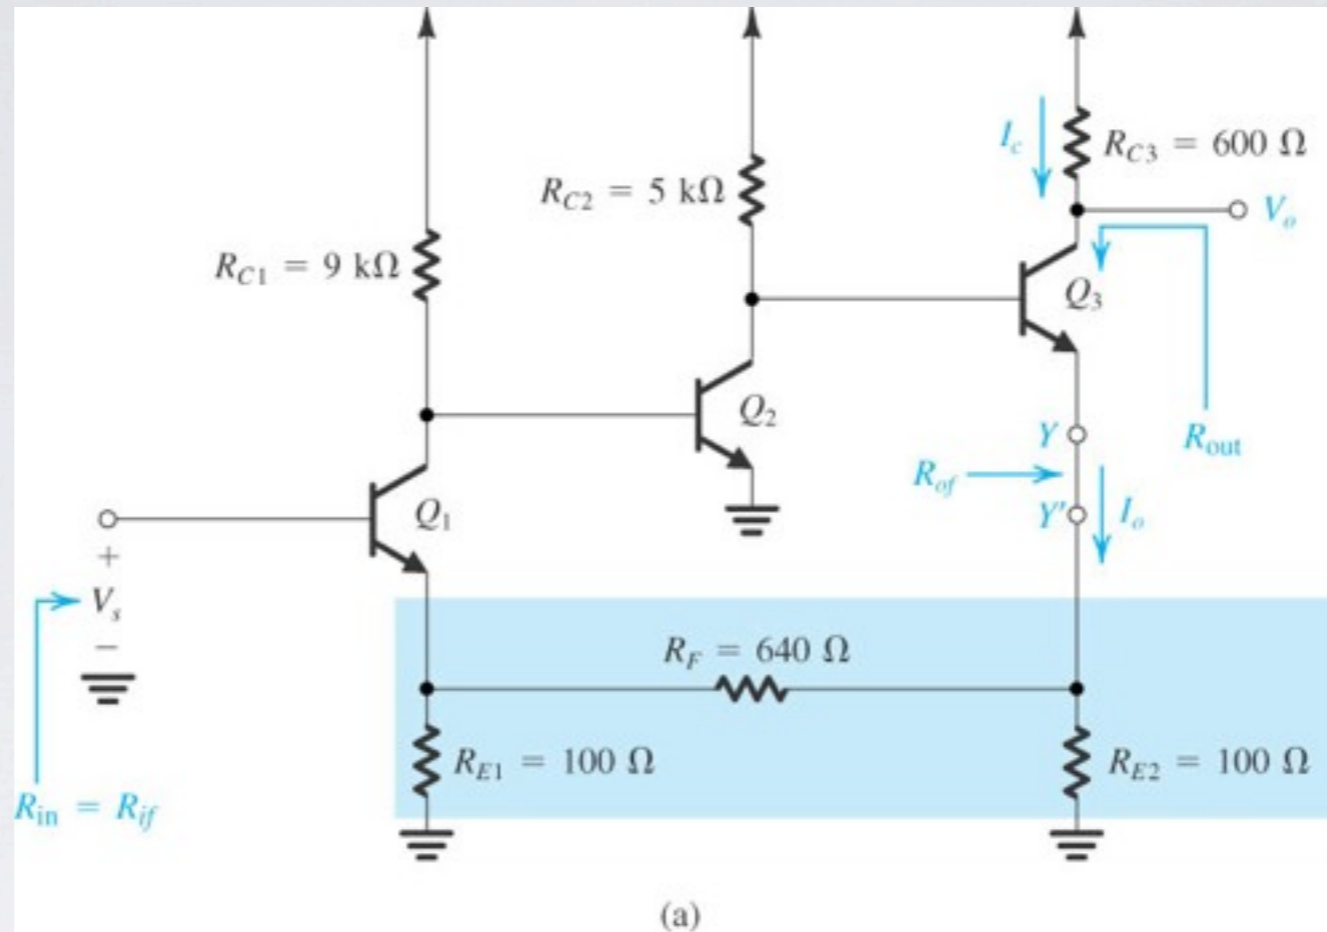 I_c
R_C3 = 600 Ω
R_C2 = 5 kΩ
V_o
R_C1 = 9 kΩ
Q_3
Q_2
Y
R_out
R_of
Q_1
Y'
I_o
+
V_s
−
R_F = 640 Ω
R_E1 = 100 Ω
R_E2 = 100 Ω
R_in = R_if
(a)